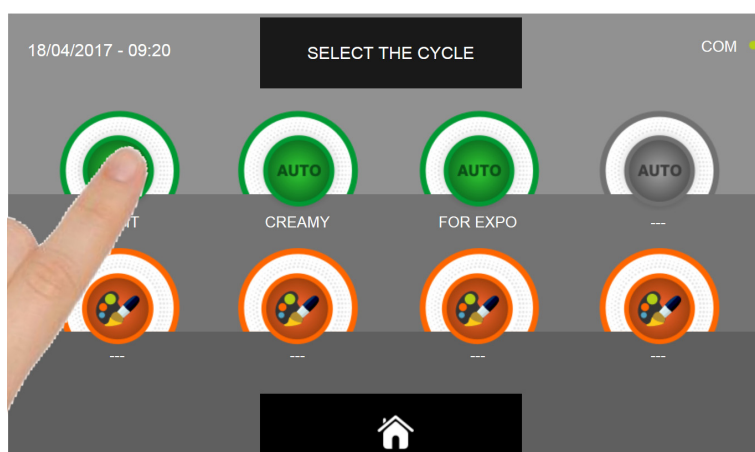 18/04/2017 - 09:20
SELECT THE CYCLE
COM
AUTO
AUTO
AUTO
CREAMY
FOR EXPO
---
---
---
---
---